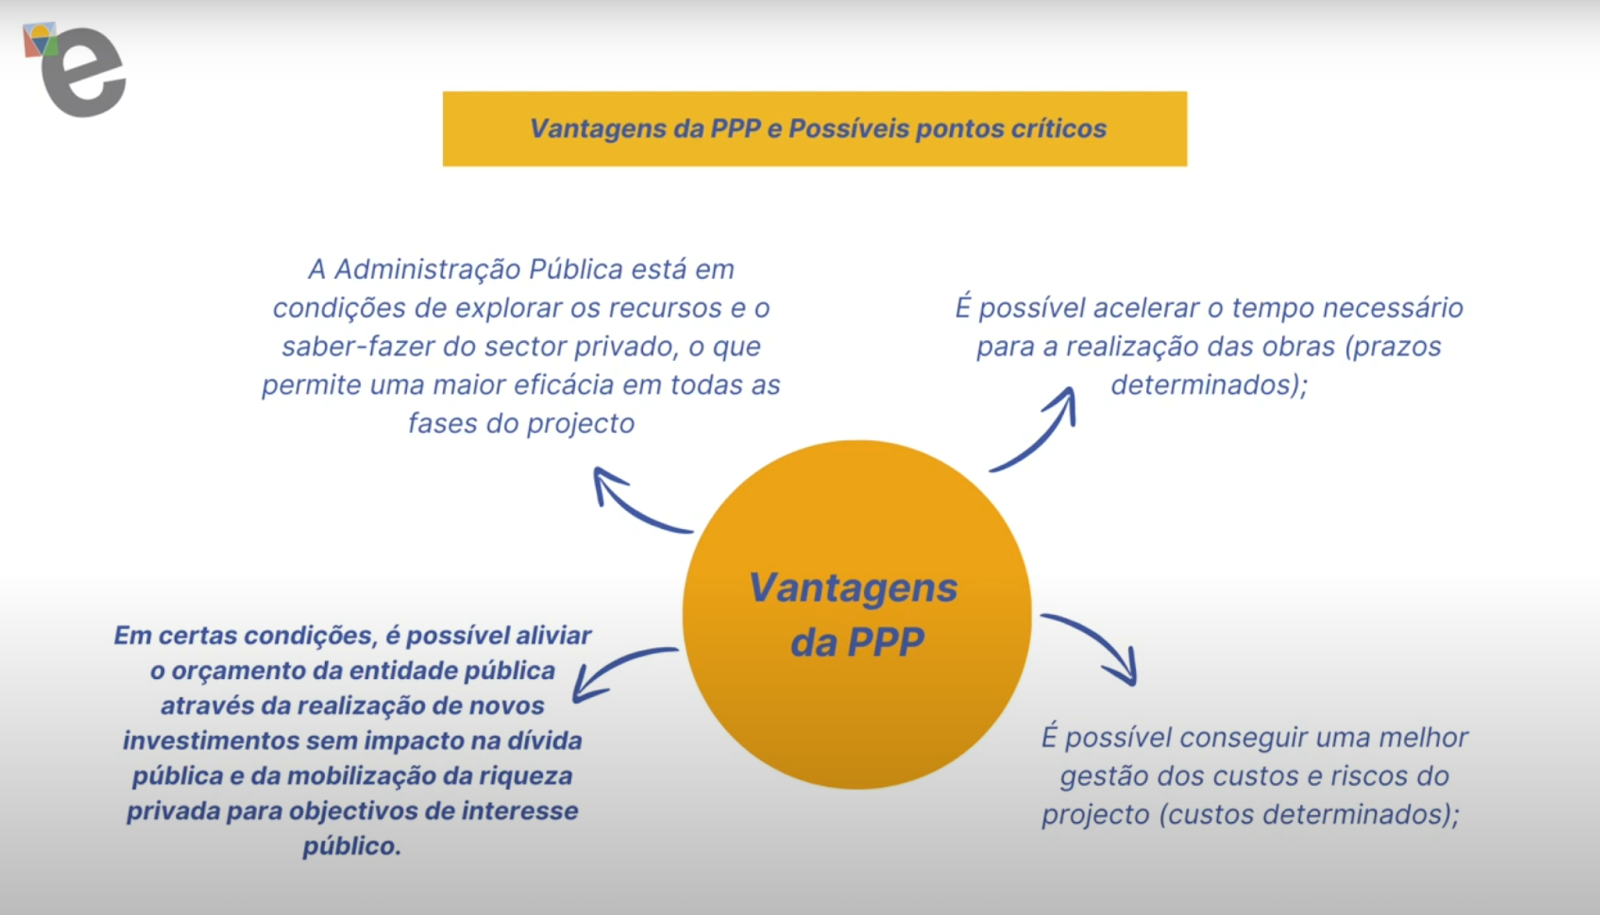 e
Vantagens da PPP e Possíveis pontos críticos
A Administração Pública está em
condições de explorar os recursos e o
saber-fazer do sector privado, o que
permite uma maior eficácia em todas as
fases do projecto
É possível acelerar o tempo necessário
para a realização das obras (prazos
determinados);
Vantagens
da PPP
Em certas condições, é possível aliviar
o orçamento da entidade pública
através da realização de novos
investimentos sem impacto na dívida
pública e da mobilização da riqueza
privada para objectivos de interesse
público.
É possível conseguir uma melhor
gestão dos custos e riscos do
projecto (custos determinados);